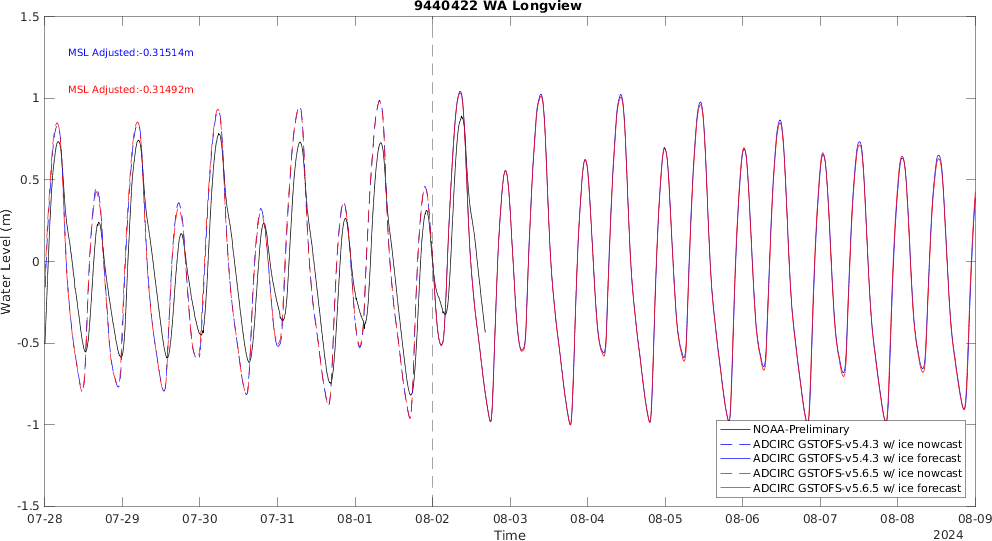 9440422 WA Longview
MSL Adjusted:-0.31514m
MSL Adjusted:-0.31492m
Water Level (m)
1.5
1
0.5
0
-0.5
-1
-1.5
NOAA-Preliminary
ADCIRC GSTOFS-v5.4.3 w/ ice nowcast
ADCIRC GSTOFS-v5.4.3 w/ ice forecast
ADCIRC GSTOFS-v5.6.5 w/ ice nowcast
ADCIRC GSTOFS-v5.6.5 w/ ice forecast
07-28 07-29 07-30 07-31 08-01 08-02 08-03 08-04 08-05 08-06 08-07 08-08 08-09
Time
2024